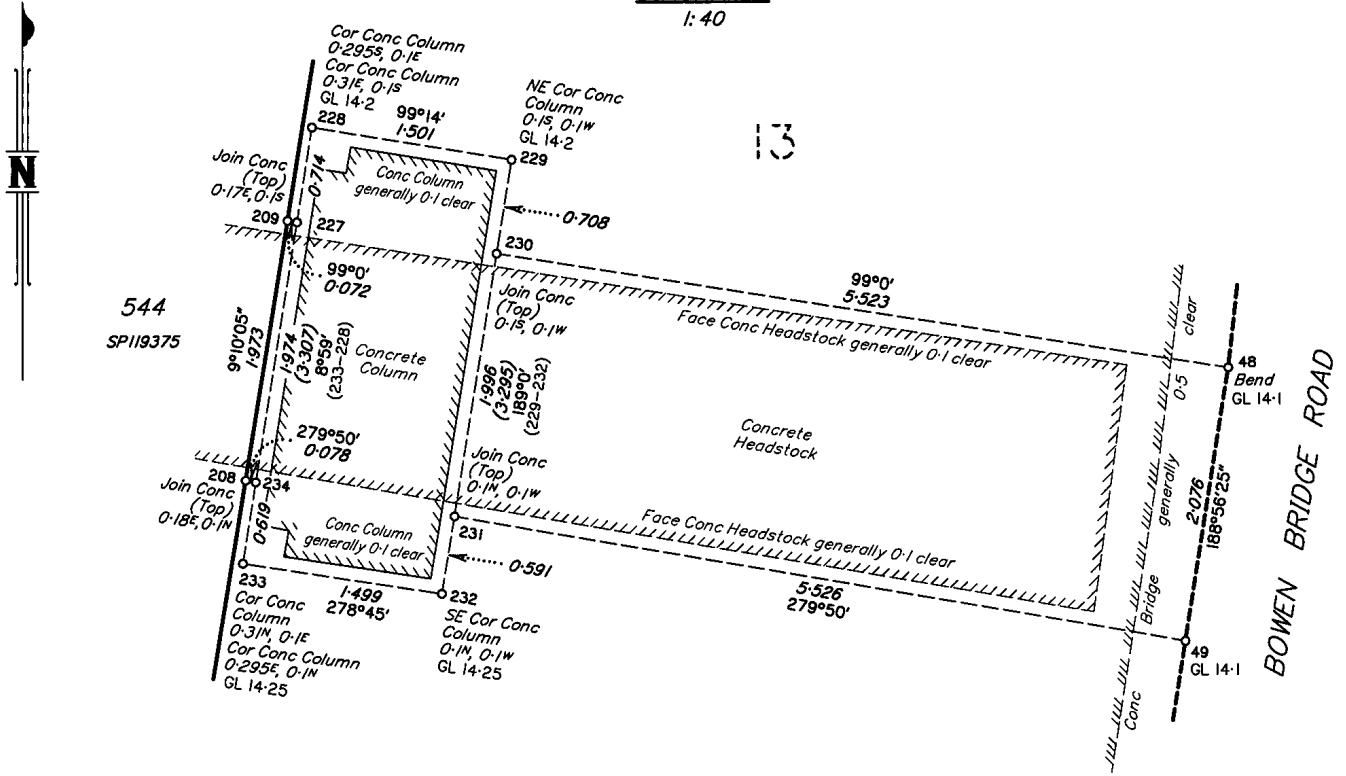 1:40
N
Cor Conc Column
0·295S, 0·1E
Cor Conc Column
0·31E, 0·1S
GL 14·2
228
99°14'
1·501
NE Cor Conc
Column
0·1S, 0·1W
GL 14·2
229
13
Join Conc
(Top)
0·17E, 0·1S
0·714
Conc Column
generally 0·1 clear
0·708
209
227
230
99°0'
0·072
99°0'
5·523
544
SP119375
9°10'05"
1·973
1·974
(3·307)
8°59'
(233–228)
Concrete
Column
Join Conc
(Top)
0·1S, 0·1W
Face Conc Headstock generally 0·1 clear
1·996
(3·295)
189°0'
(229–232)
Concrete
Headstock
Conc Bridge generally 0·5 clear
48
Bend
GL 14·1
2·076
188°56'25"
BOWEN BRIDGE ROAD
279°50'
0·078
Join Conc
(Top)
0·1N, 0·1W
208
234
Join Conc
(Top)
0·18E, 0·1N
0·619
Conc Column
generally 0·1 clear
231
Face Conc Headstock generally 0·1 clear
0·591
5·526
279°50'
233
1·499
278°45'
232
Cor Conc
Column
0·31N, 0·1E
Cor Conc Column
0·295E, 0·1N
GL 14·25
SE Cor Conc
Column
0·1N, 0·1W
GL 14·25
49
GL 14·1